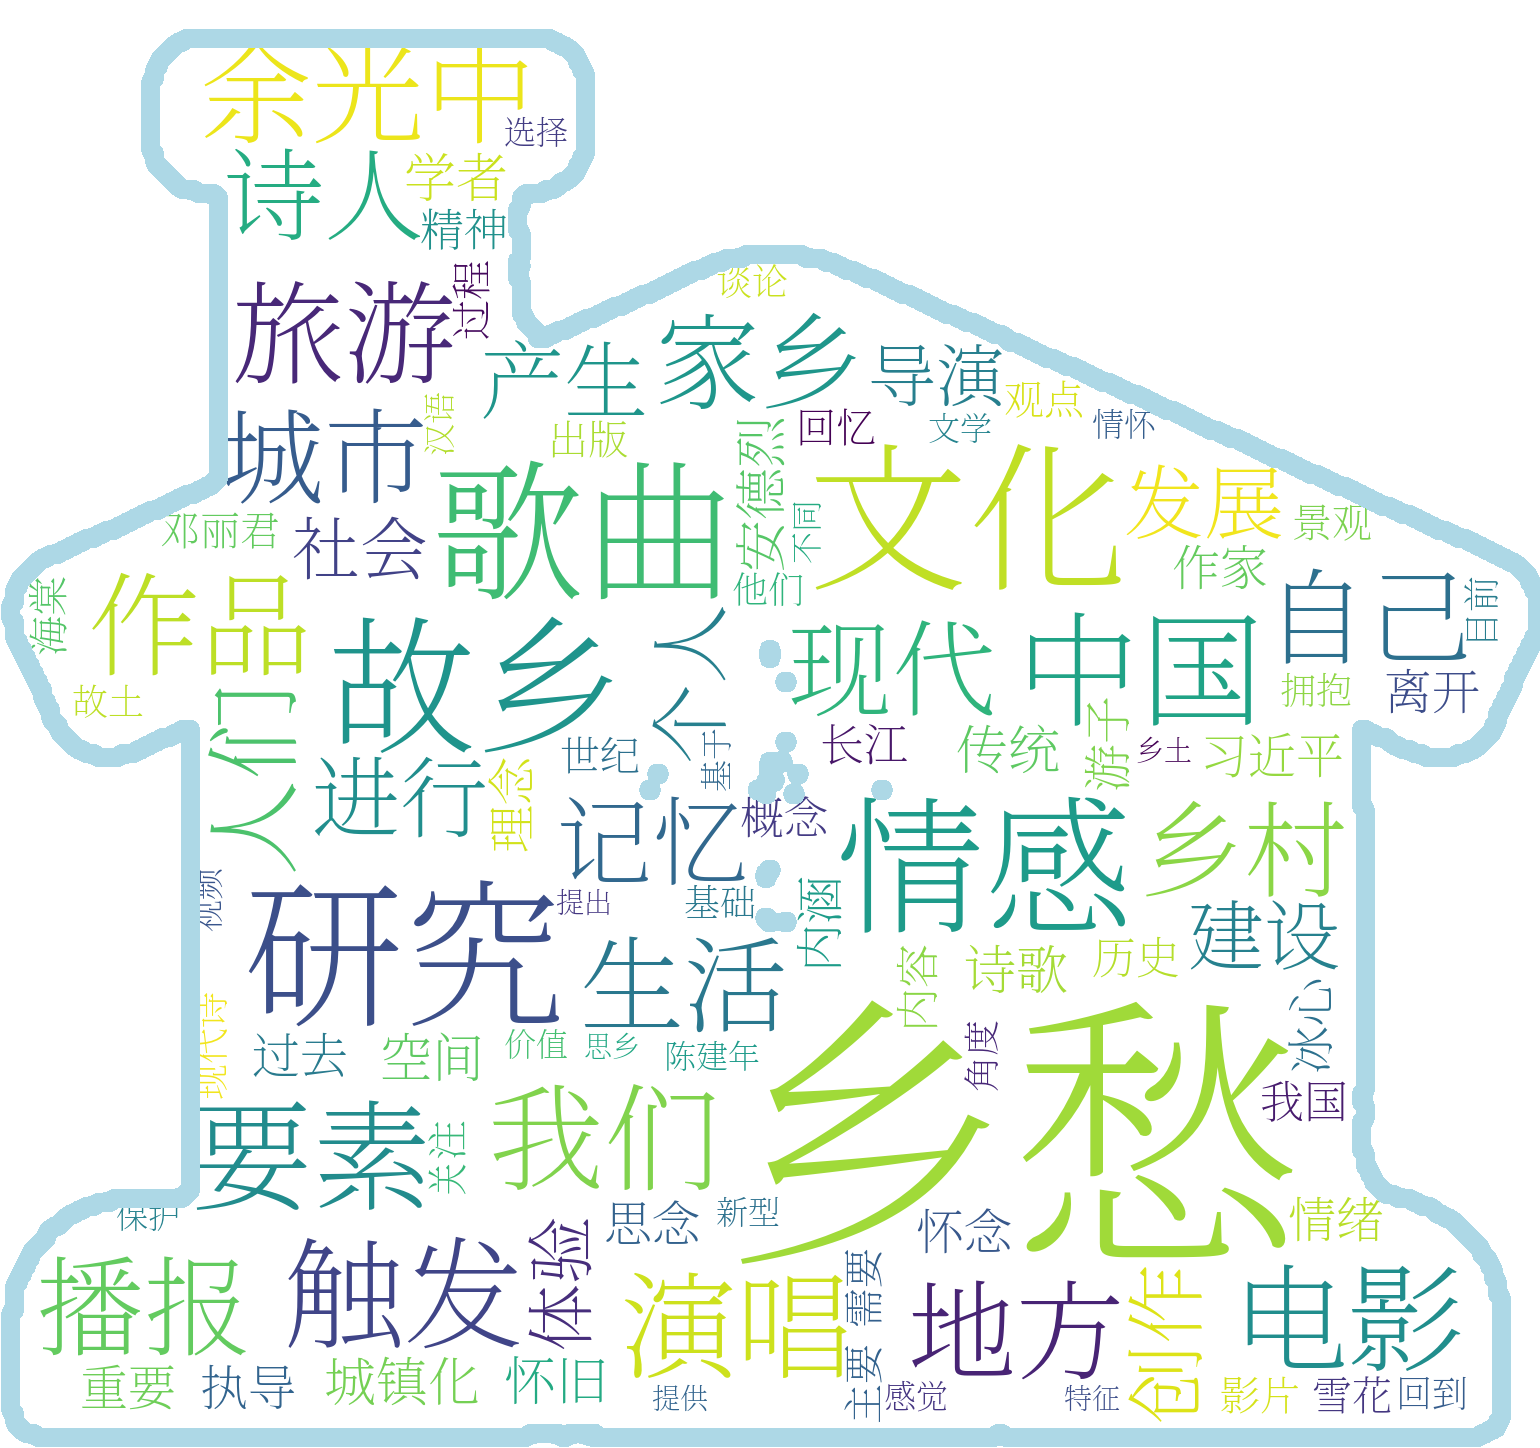 余光中
选择
诗人
学者
精神
旅游
过程
谈论
产生
家乡
导演
观点
城市
汉语
出版
回忆
文学
情怀
歌曲
安德烈
文化
发展
景观
邓丽君
社会
不同
作家
海棠
作品
他们
自己
目前
故乡
个人
现代
中国
故土
人们
拥抱
离开
进行
世纪
基于
长江
传统
游子
乡土
习近平
理念
记忆
概念
情感
乡村
视频
研究
提出
基础
内涵
建设
生活
内容
诗歌
历史
现代诗
过去
空间
价值
思乡
陈建年
乡愁
角度
冰心
我国
要素
关注
我们
保护
思念
新型
怀念
情绪
播报
触发
体验
演唱
需要
地方
创作
电影
重要
执导
城镇化
怀旧
提供
主要
感觉
特征
影片
雪花
回到